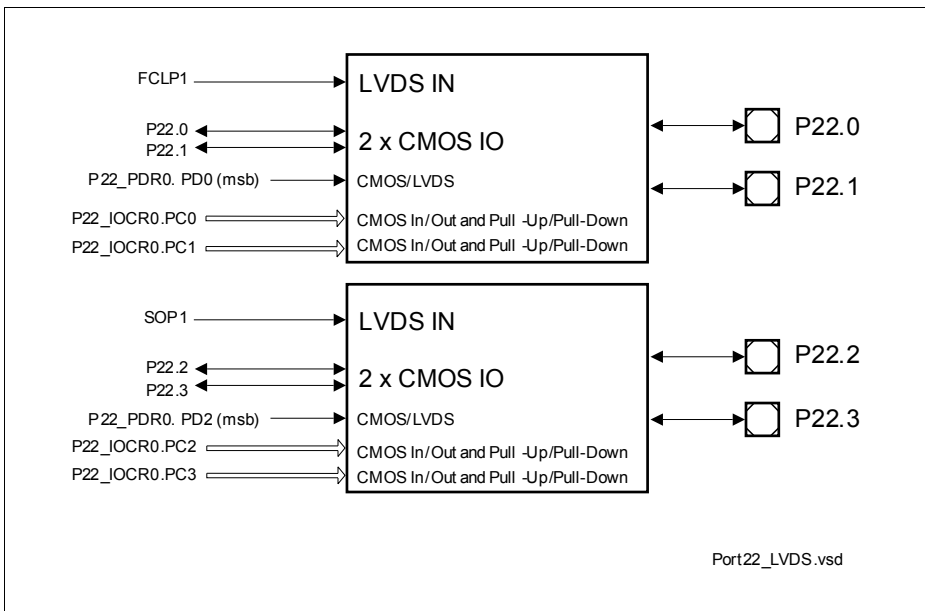 FCLP1
LVDS IN
P22.0
P22.1
2 x CMOS IO
P22_PDR0. PD0 (msb)
CMOS/LVDS
P22_IOCR0.PC0
CMOS In/Out and Pull -Up/Pull-Down
P22_IOCR0.PC1
CMOS In/Out and Pull -Up/Pull-Down
P22.0
P22.1
SOP1
LVDS IN
P22.2
P22.3
2 x CMOS IO
P22_PDR0. PD2 (msb)
CMOS/LVDS
P22_IOCR0.PC2
CMOS In/Out and Pull -Up/Pull-Down
P22_IOCR0.PC3
CMOS In/Out and Pull -Up/Pull-Down
P22.2
P22.3
Port22_LVDS.vsd